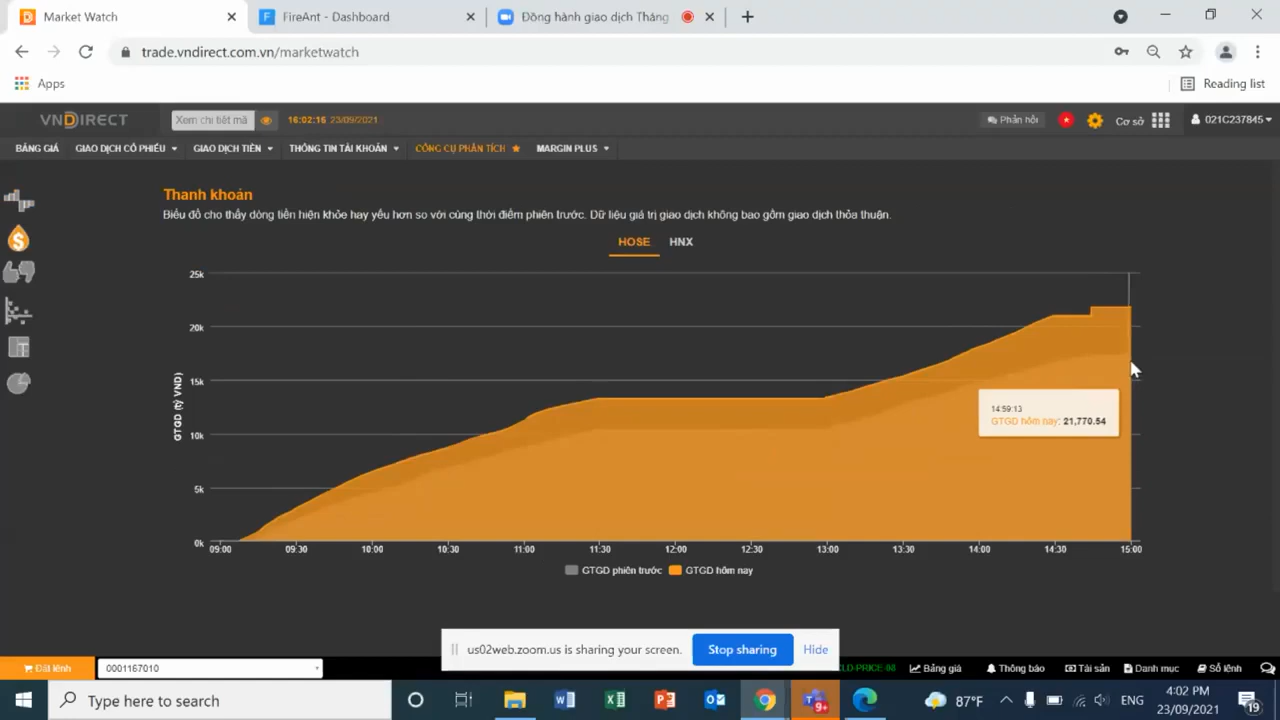 Market Watch
FireAnt - Dashboard
Đồng hành giao dịch Tháng
trade.vndirect.com.vn/marketwatch
Apps
Reading list
VNDIRECT
Xem chi tiết mã
16:02:16 23/09/2021
Phản hồi
Cơ sở
021C237845
BẢNG GIÁ
GIAO DỊCH CỔ PHIẾU
GIAO DỊCH TIỀN
THÔNG TIN TÀI KHOẢN
CÔNG CỤ PHÂN TÍCH
MARGIN PLUS
Thanh khoản
Biểu đồ cho thấy dòng tiền hiện khỏe hay yếu hơn so với cùng thời điểm phiên trước. Dữ liệu giá trị giao dịch không bao gồm giao dịch thỏa thuận.
HOSE HNX
25k
20k
15k
10k
5k
0k
GTGD (tỷ VND)
14:59:13
GTGD hôm nay: 21,770.54
09:00 09:30 10:00 10:30 11:00 11:30 12:00 12:30 13:00 13:30 14:00 14:30 15:00
GTGD phiên trước GTGD hôm nay
us02web.zoom.us is sharing your screen.
Stop sharing
Hide
Đặt lệnh
0001167010
LD-PRICE-08
Bảng giá
Thông báo
Tài sản
Danh mục
Sổ lệnh
Type here to search
9+
87°F
ENG
4:02 PM
23/09/2021
19